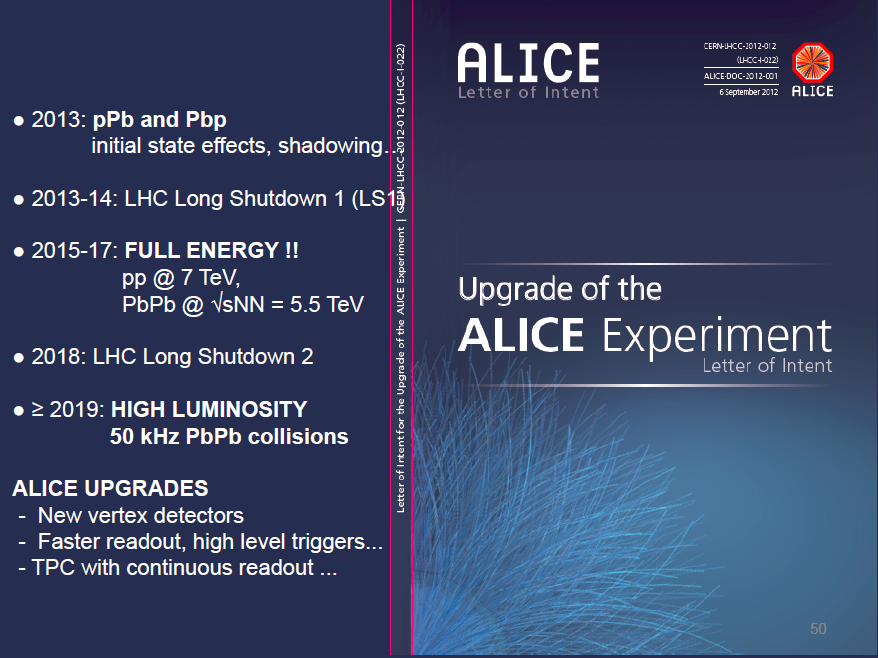 ● 2013: pPb and Pbp
initial state effects, shadowing...
● 2013-14: LHC Long Shutdown 1 (LS1)
● 2015-17: FULL ENERGY !!
pp @ 7 TeV,
PbPb @ √sNN = 5.5 TeV
● 2018: LHC Long Shutdown 2
● ≥ 2019: HIGH LUMINOSITY
50 kHz PbPb collisions
ALICE UPGRADES
- New vertex detectors
- Faster readout, high level triggers...
- TPC with continuous readout ...
Letter of Intent for the Upgrade of the ALICE Experiment | CERN-LHCC-2012-012 (LHCC-I-022)
ALICE
Letter of Intent
CERN-LHCC-2012-012
(LHCC-I-022)
ALICE-DOC-2012-001
6 September 2012
ALICE
Upgrade of the
ALICE Experiment
Letter of Intent
50